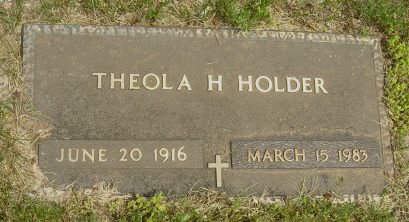 THEOLA H HOLDER
JUNE 20 1916
MARCH 15 1983